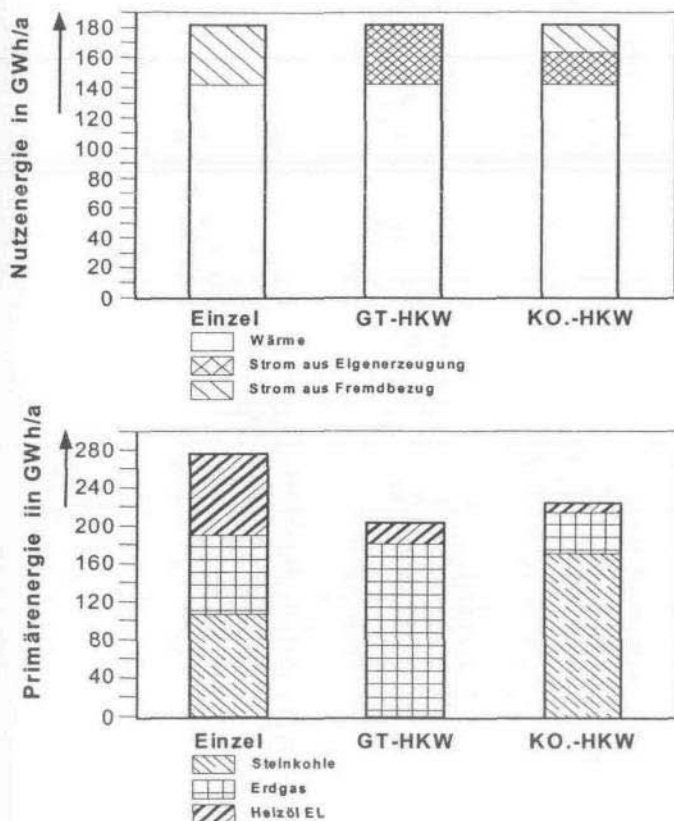 Nutzenergie in GWh/a
180
160
140
120
100
80
60
40
20
0
Einzel GT-HKW KO.-HKW
Wärme
Strom aus Eigenerzeugung
Strom aus Fremdbezug
Primärenergie iin GWh/a
280
240
200
160
120
80
40
0
Einzel GT-HKW KO.-HKW
Steinkohle
Erdgas
Heizöl EL